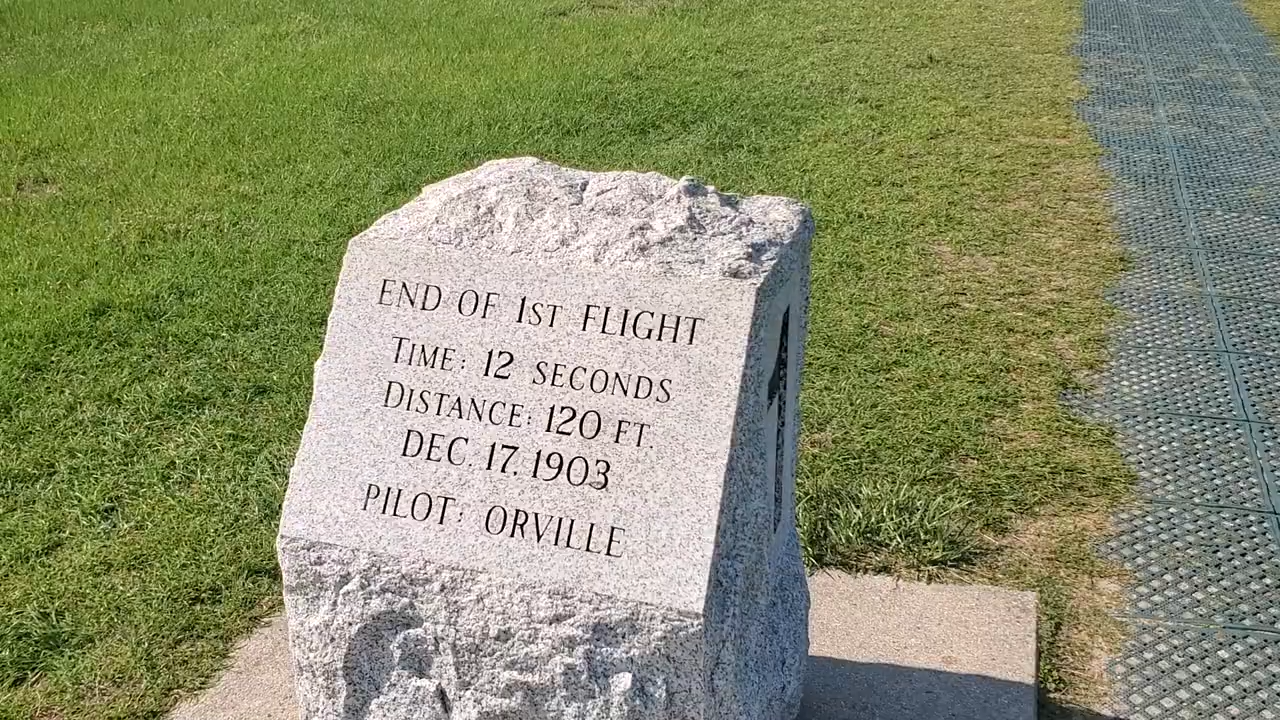 END OF 1ST FLIGHT
TIME: 12 SECONDS
DISTANCE: 120 FT.
DEC. 17, 1903
PILOT: ORVILLE